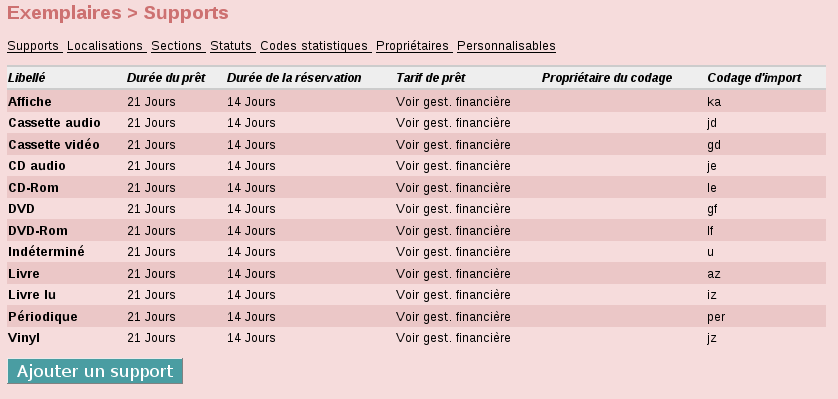 Exemplaires > Supports
Supports Localisations Sections Statuts Codes statistiques Propriétaires Personnalisables
Libellé Durée du prêt Durée de la réservation Tarif de prêt Propriétaire du codage Codage d'import
Affiche 21 Jours 14 Jours Voir gest. financière ka
Cassette audio 21 Jours 14 Jours Voir gest. financière jd
Cassette vidéo 21 Jours 14 Jours Voir gest. financière gd
CD audio 21 Jours 14 Jours Voir gest. financière je
CD-Rom 21 Jours 14 Jours Voir gest. financière le
DVD 21 Jours 14 Jours Voir gest. financière gf
DVD-Rom 21 Jours 14 Jours Voir gest. financière lf
Indéterminé 21 Jours 14 Jours Voir gest. financière u
Livre 21 Jours 14 Jours Voir gest. financière az
Livre lu 21 Jours 14 Jours Voir gest. financière iz
Périodique 21 Jours 14 Jours Voir gest. financière per
Vinyl 21 Jours 14 Jours Voir gest. financière jz
Ajouter un support